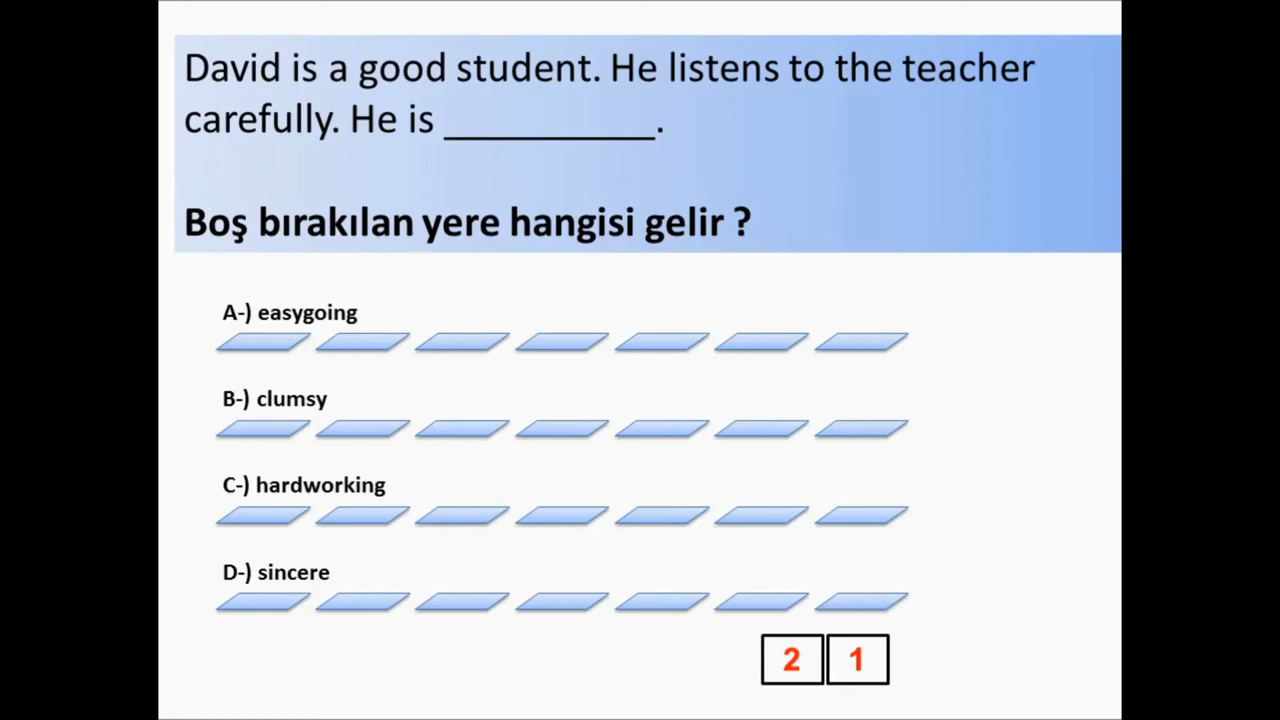 David is a good student. He listens to the teacher
carefully. He is __________.
Boş bırakılan yere hangisi gelir ?
A-) easygoing
B-) clumsy
C-) hardworking
D-) sincere
2 1